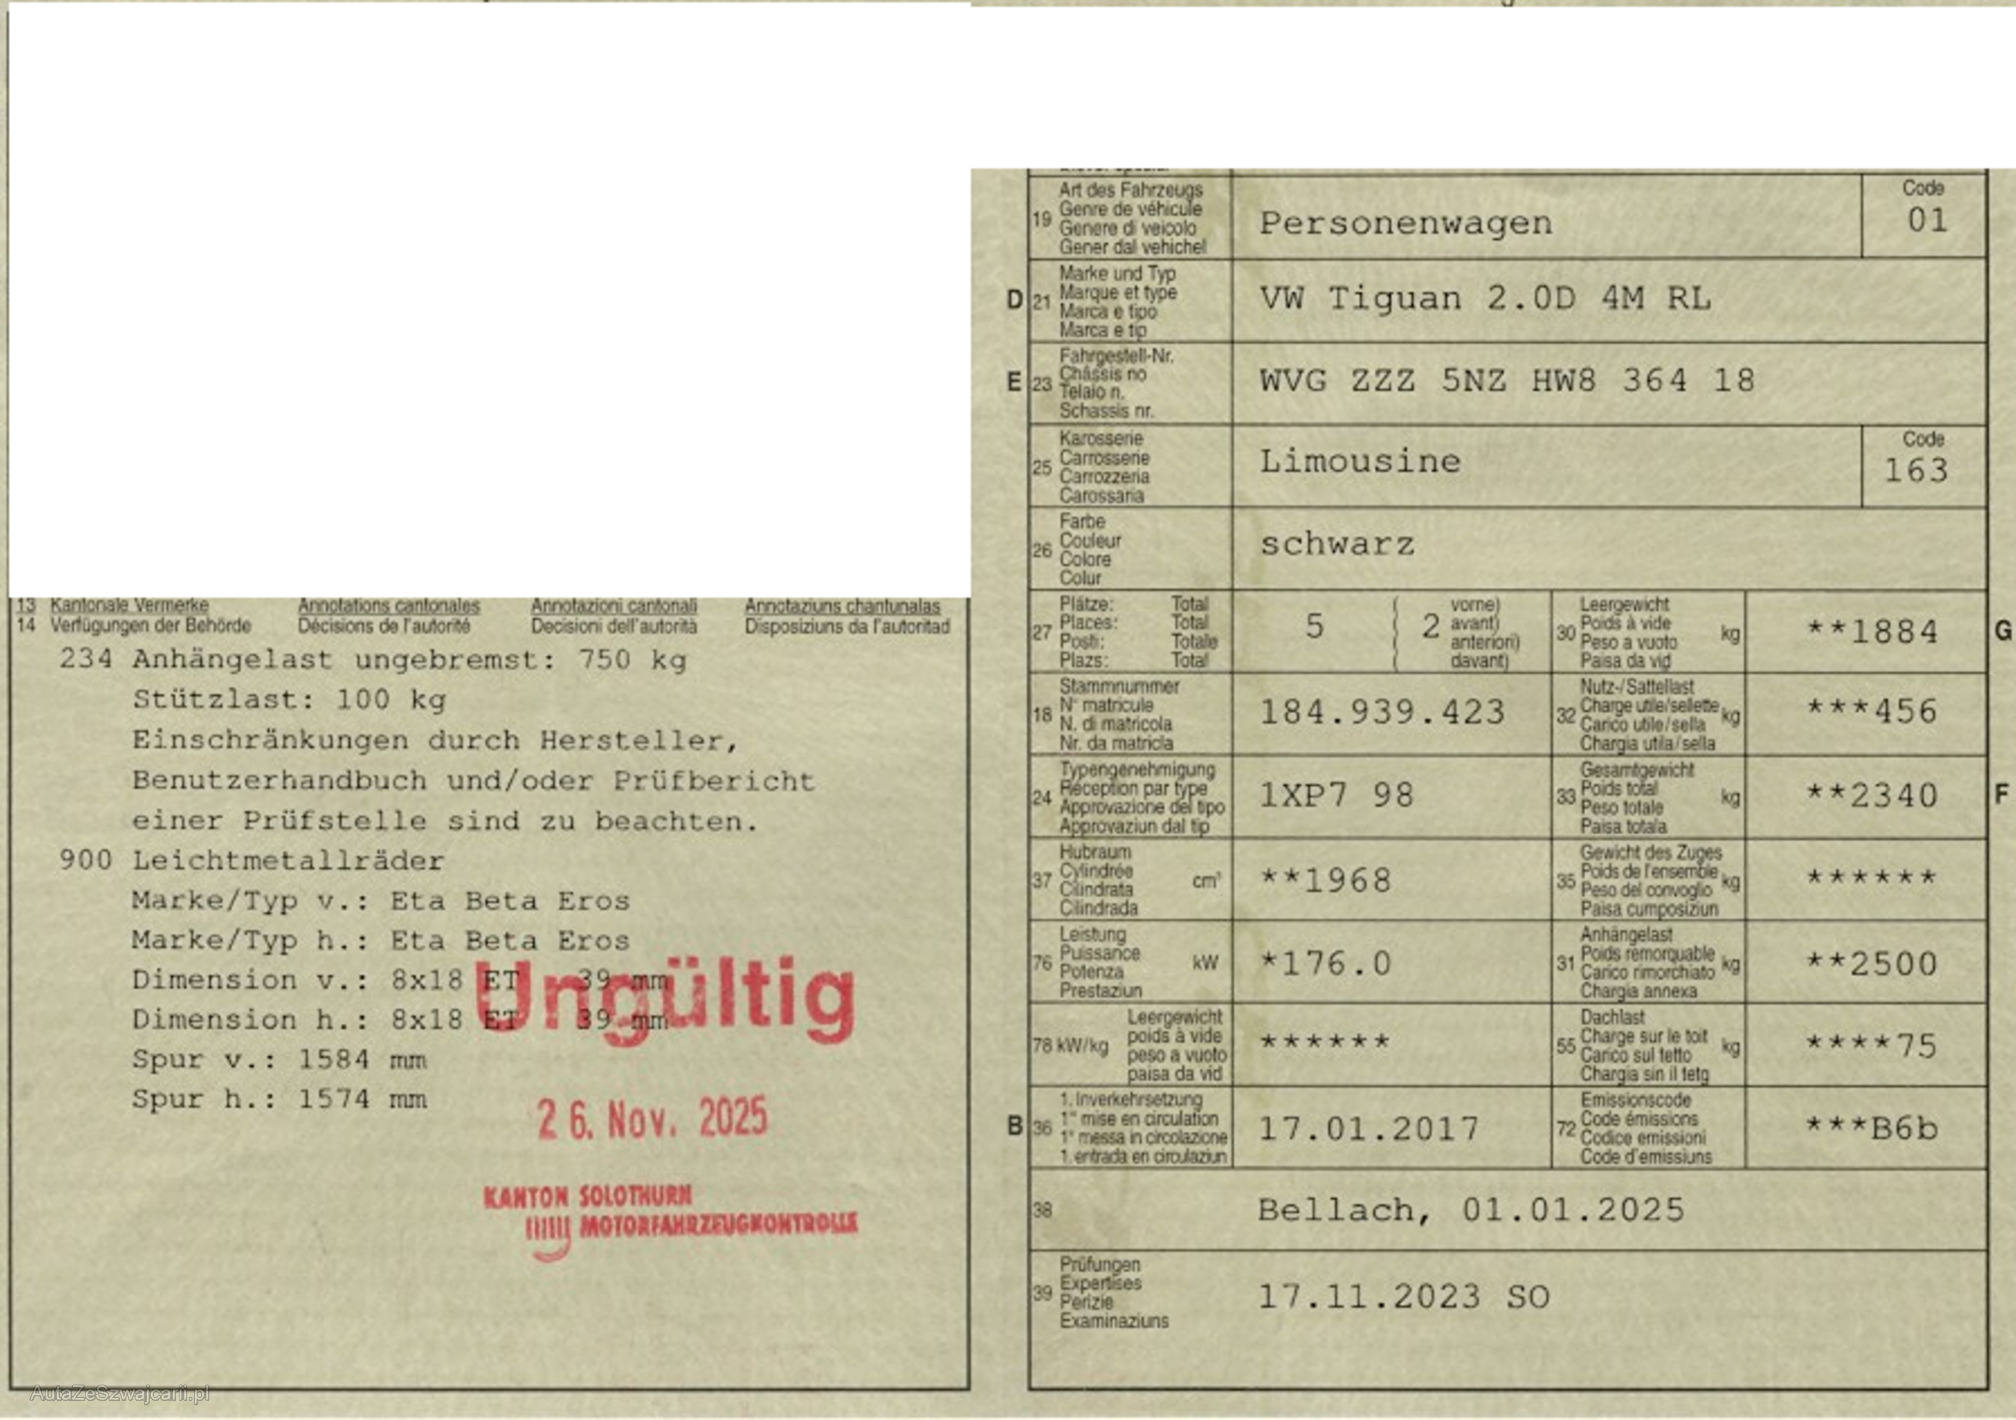 13 Kantonale Vermerke Annotations cantonales Annotazioni cantonali Annotaziuns chantunalas
14 Verfügungen der Behörde Décisions de l'autorité Decisioni dell'autorità Disposiziuns da l'autoritad
234 Anhängelast ungebremst: 750 kg
Stützlast: 100 kg
Einschränkungen durch Hersteller,
Benutzerhandbuch und/oder Prüfbericht
einer Prüfstelle sind zu beachten.
900 Leichtmetallräder
Marke/Typ v.: Eta Beta Eros
Marke/Typ h.: Eta Beta Eros
Dimension v.: 8x18 ET 39 mm
Dimension h.: 8x18 ET 39 mm
Spur v.: 1584 mm
Spur h.: 1574 mm
Ungültig
26. Nov. 2025
KANTON SOLOTHURN
MOTORFAHRZEUGKONTROLLE
AutaZeSzwajcarii.pl
19
Art des Fahrzeugs
Genre de véhicule
Genere di veicolo
Gener dal vehichel
Personenwagen
Code
01
D 21
Marke und Typ
Marque et type
Marca e tipo
Marca e tip
VW Tiguan 2.0D 4M RL
E 23
Fahrgestell-Nr.
Châssis no
Telaio n.
Schassis nr.
WVG ZZZ 5NZ HW8 364 18
25
Karosserie
Carrosserie
Carrozzeria
Carossaria
Limousine
Code
163
26
Farbe
Couleur
Colore
Colur
schwarz
27
Plätze: Total
Places: Total
Posti: Totale
Plazs: Total
5
( 2 vorne)
( avant)
( anteriori)
( davant)
30
Leergewicht
Poids à vide
Peso a vuoto
Paisa da vid
kg
**1884
G
18
Stammnummer
N° matricule
N. di matricola
Nr. da matricla
184.939.423
32
Nutz-/Sattellast
Charge utile/sellette
Carico utile/sella
Chargia utila/sella
kg
***456
24
Typengenehmigung
Réception par type
Approvazione del tipo
Approvaziun dal tip
1XP7 98
33
Gesamtgewicht
Poids total
Peso totale
Paisa totala
kg
**2340
F
37
Hubraum
Cylindrée
Cilindrata
Cilindrada
cm³
**1968
35
Gewicht des Zuges
Poids de l'ensemble
Peso del convoglio
Paisa cumposiziun
kg
******
76
Leistung
Puissance
Potenza
Prestaziun
kW
*176.0
31
Anhängelast
Poids remorquable
Carico rimorchiato
Chargia annexa
kg
**2500
78 kW/kg
Leergewicht
poids à vide
peso a vuoto
paisa da vid
******
55
Dachlast
Charge sur le toit
Carico sul tetto
Chargia sin il tetg
kg
****75
B 36
1. Inverkehrsetzung
1re mise en circulation
1a messa in circolazione
1. entrada en circulaziun
17.01.2017
72
Emissionscode
Code émissions
Codice emissioni
Code d'emissiuns
***B6b
38
Bellach, 01.01.2025
39
Prüfungen
Expertises
Perizie
Examinaziuns
17.11.2023 SO